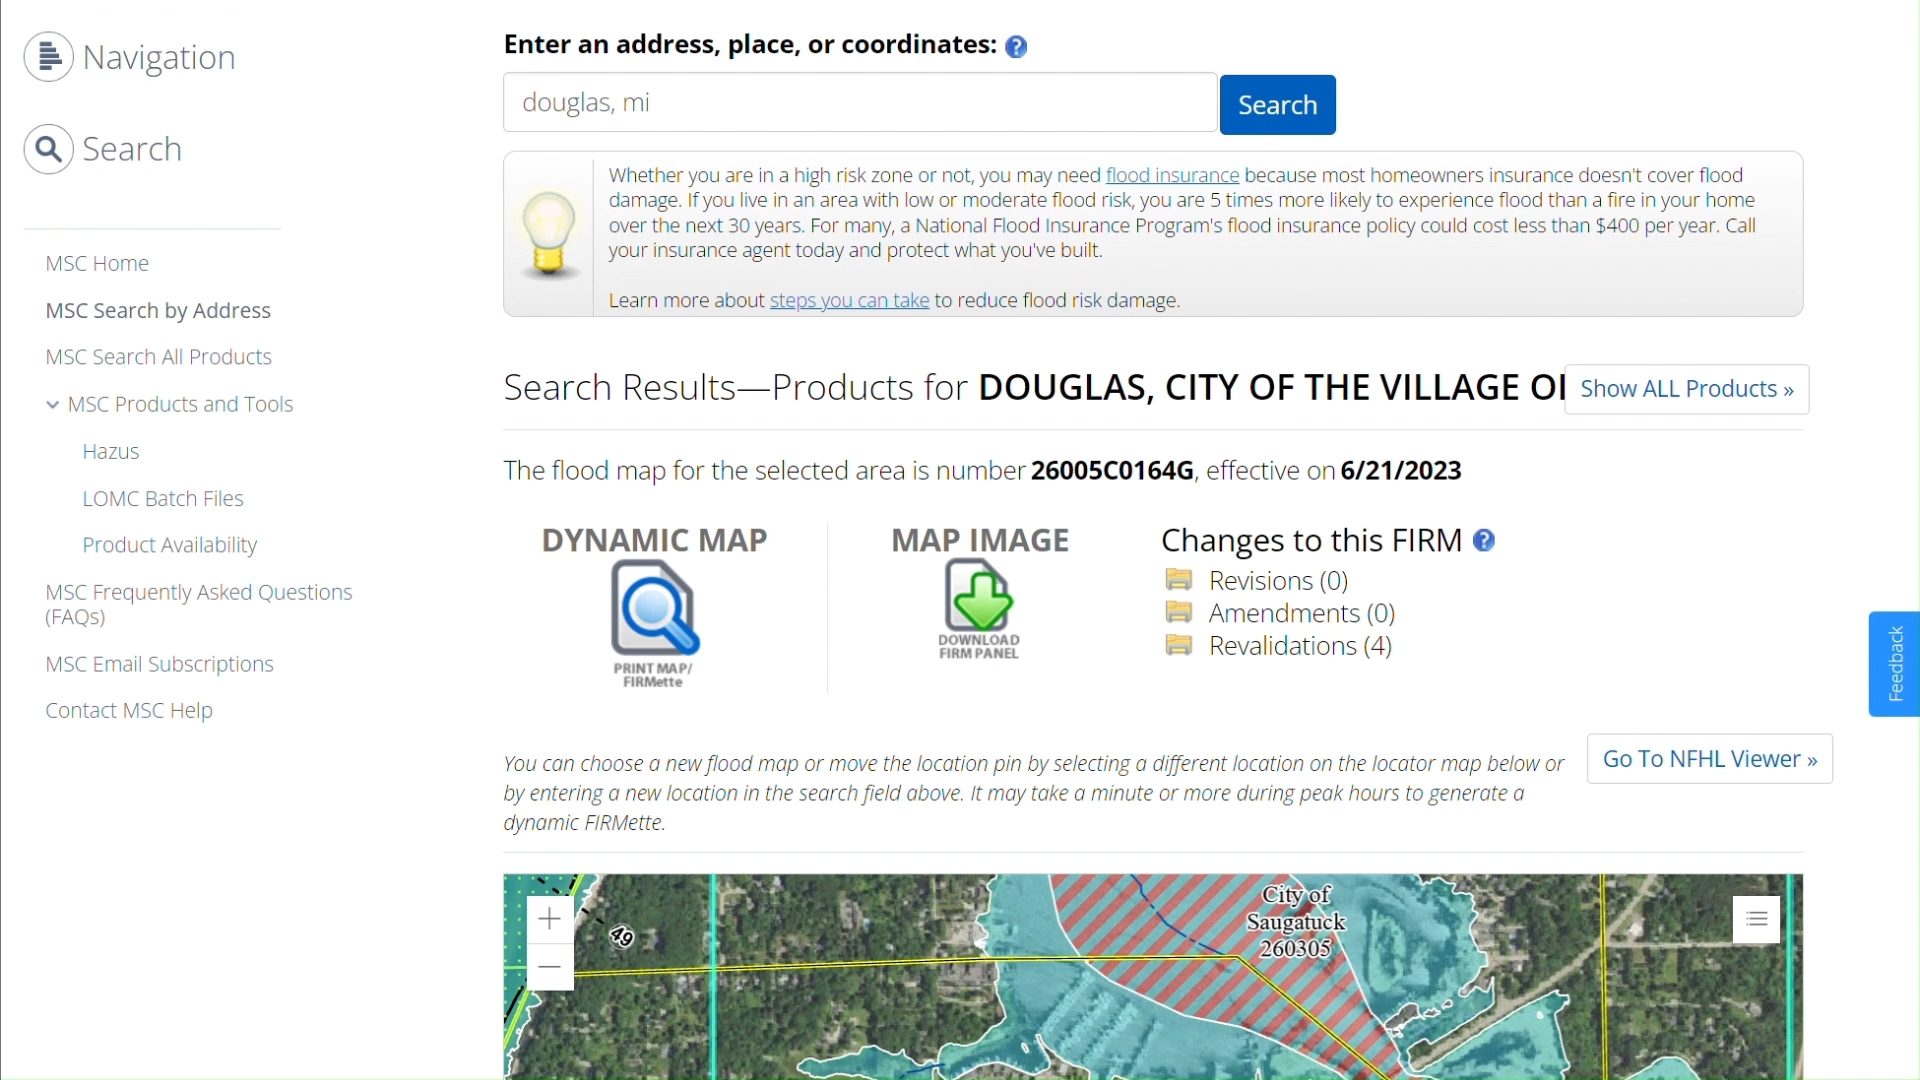 Navigation
Search
MSC Home
MSC Search by Address
MSC Search All Products
MSC Products and Tools
Hazus
LOMC Batch Files
Product Availability
MSC Frequently Asked Questions
(FAQs)
MSC Email Subscriptions
Contact MSC Help
Enter an address, place, or coordinates: ?
douglas, mi
Search
Whether you are in a high risk zone or not, you may need flood insurance because most homeowners insurance doesn't cover flood
damage. If you live in an area with low or moderate flood risk, you are 5 times more likely to experience flood than a fire in your home
over the next 30 years. For many, a National Flood Insurance Program's flood insurance policy could cost less than $400 per year. Call
your insurance agent today and protect what you've built.
Learn more about steps you can take to reduce flood risk damage.
Search Results—Products for DOUGLAS, CITY OF THE VILLAGE OF
Show ALL Products »
The flood map for the selected area is number 26005C0164G, effective on 6/21/2023
DYNAMIC MAP
PRINT MAP/
FIRMette
MAP IMAGE
DOWNLOAD
FIRM PANEL
Changes to this FIRM ?
Revisions (0)
Amendments (0)
Revalidations (4)
You can choose a new flood map or move the location pin by selecting a different location on the locator map below or
by entering a new location in the search field above. It may take a minute or more during peak hours to generate a
dynamic FIRMette.
Go To NFHL Viewer »
Feedback
49
City of
Saugatuck
260305